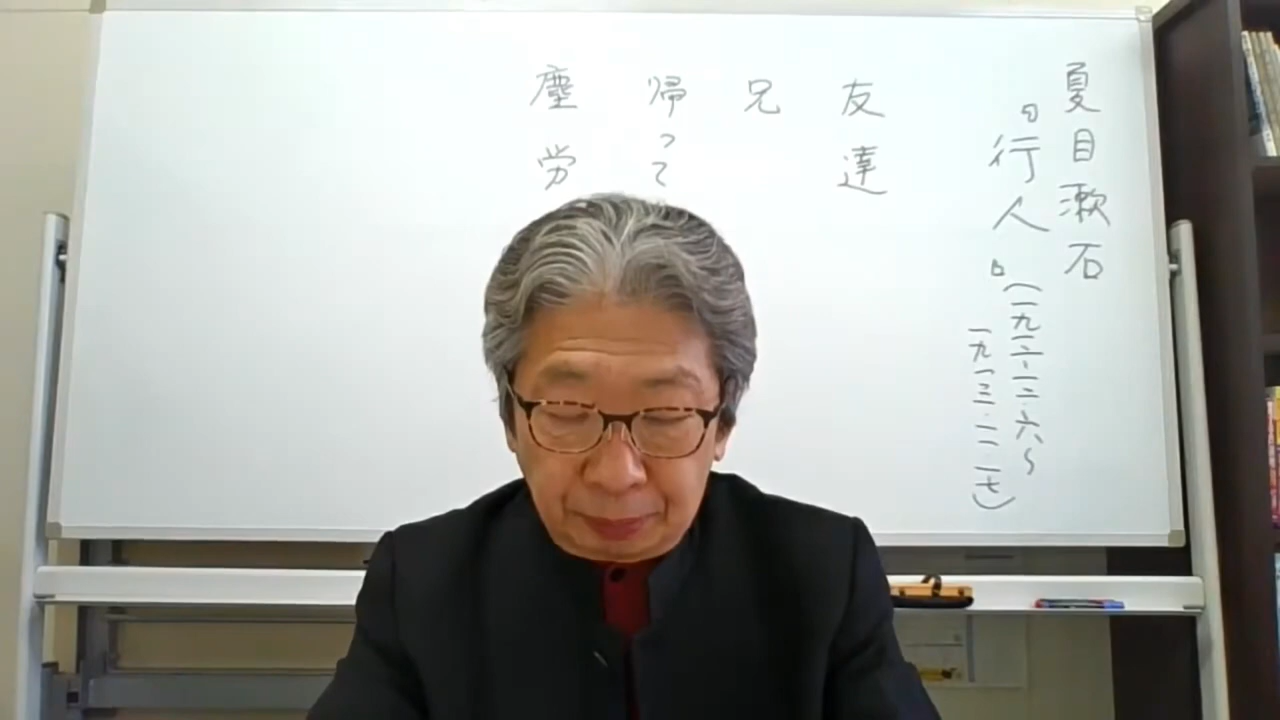 夏目漱石
『行人』(一九一二・一二・六〜
一九一三・一一・一七)
友達
兄
帰って
塵労